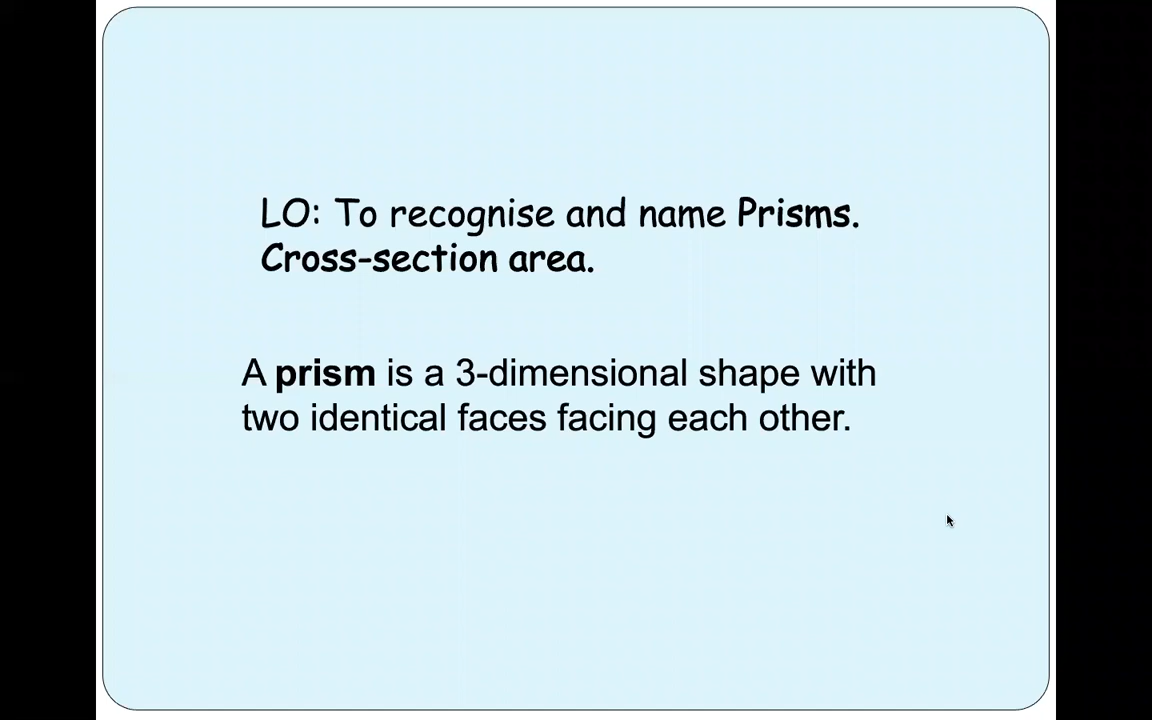 LO: To recognise and name Prisms.
Cross-section area.
A prism is a 3-dimensional shape with
two identical faces facing each other.